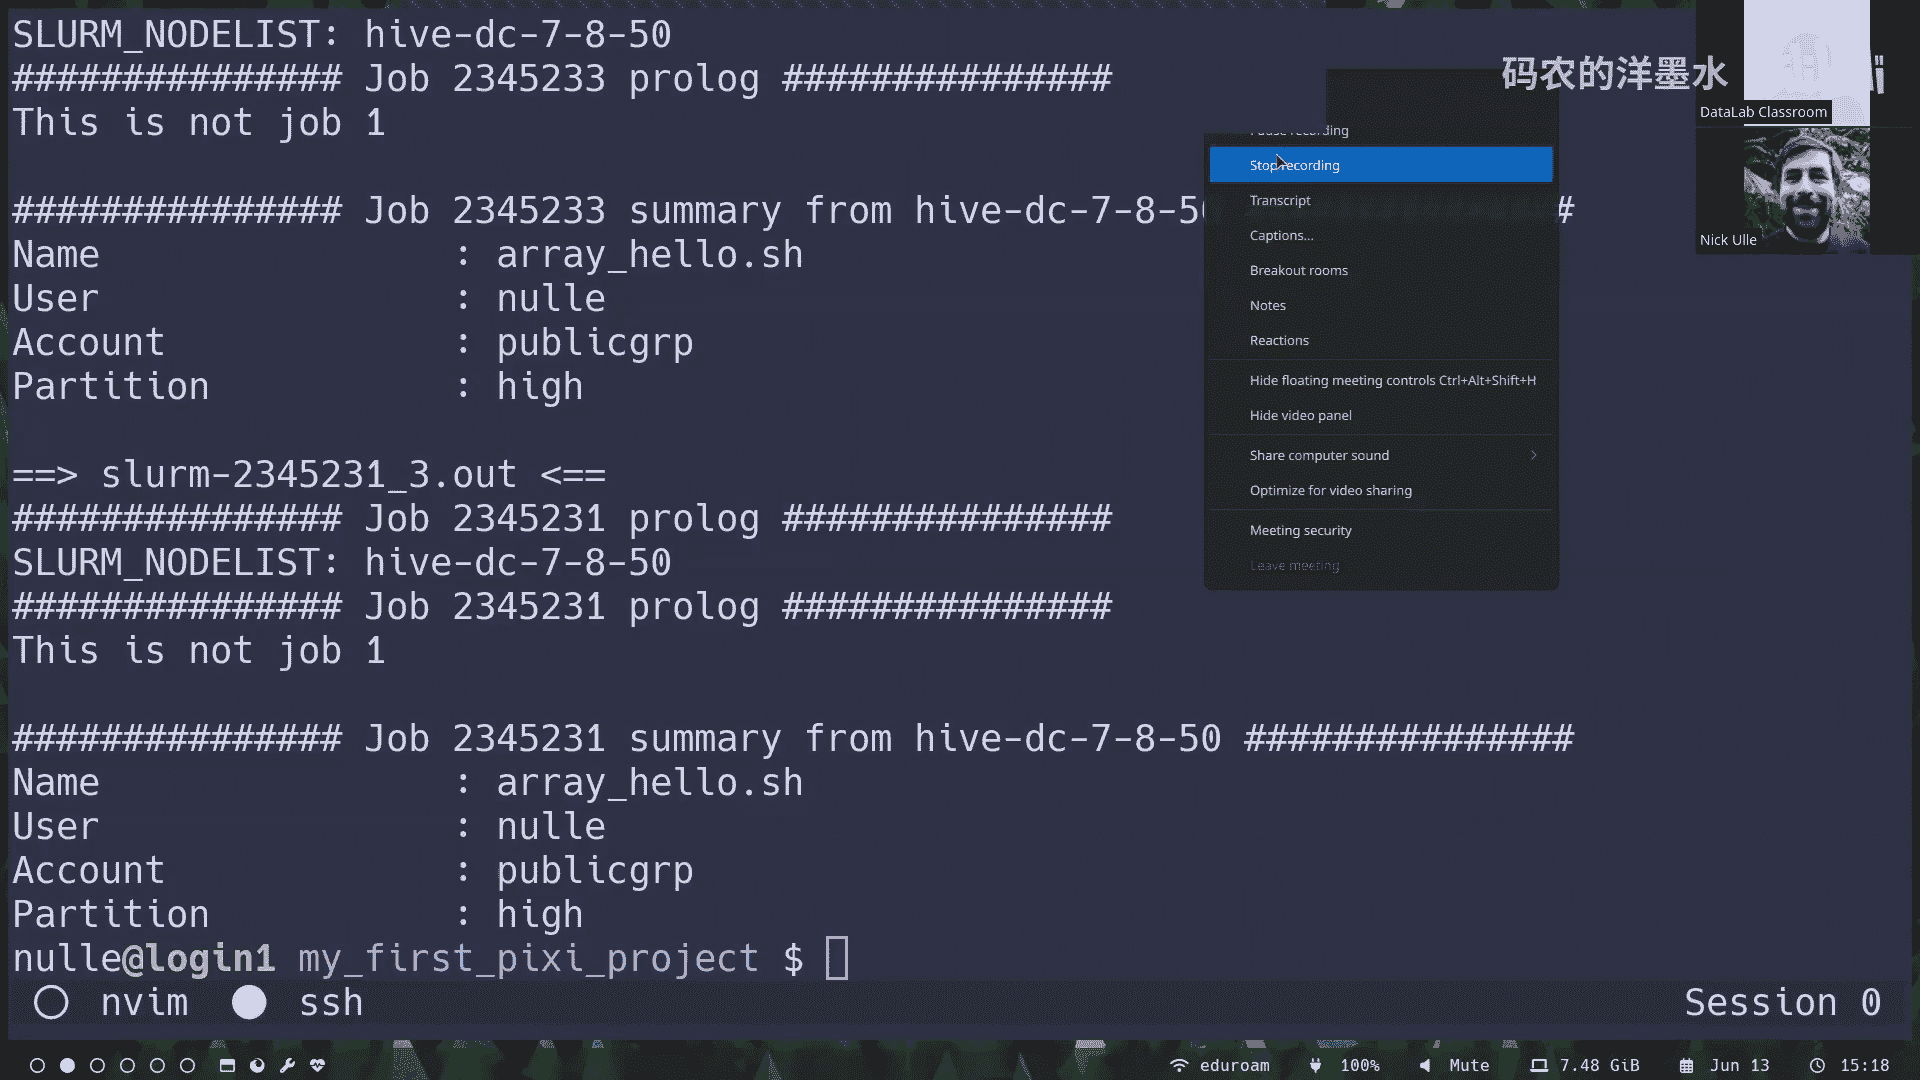 SLURM_NODELIST: hive-dc-7-8-50
############### Job 2345233 prolog ###############
This is not job 1
############### Job 2345233 summary from hive-dc-7-8-50 #
Name : array_hello.sh
User : nulle
Account : publicgrp
Partition : high
==> slurm-2345231_3.out <==
############### Job 2345231 prolog ###############
SLURM_NODELIST: hive-dc-7-8-50
############### Job 2345231 prolog ###############
This is not job 1
############### Job 2345231 summary from hive-dc-7-8-50 ###############
Name : array_hello.sh
User : nulle
Account : publicgrp
Partition : high
nulle@login1 my_first_pixi_project $
nvim ssh Session 0
Pause recording
Stop recording
Transcript
Captions...
Breakout rooms
Notes
Reactions
Hide floating meeting controls Ctrl+Alt+Shift+H
Hide video panel
Share computer sound
Optimize for video sharing
Meeting security
Leave meeting
码农的洋墨水
DataLab Classroom
Nick Ulle
eduroam 100% Mute 7.48 GiB Jun 13 15:18